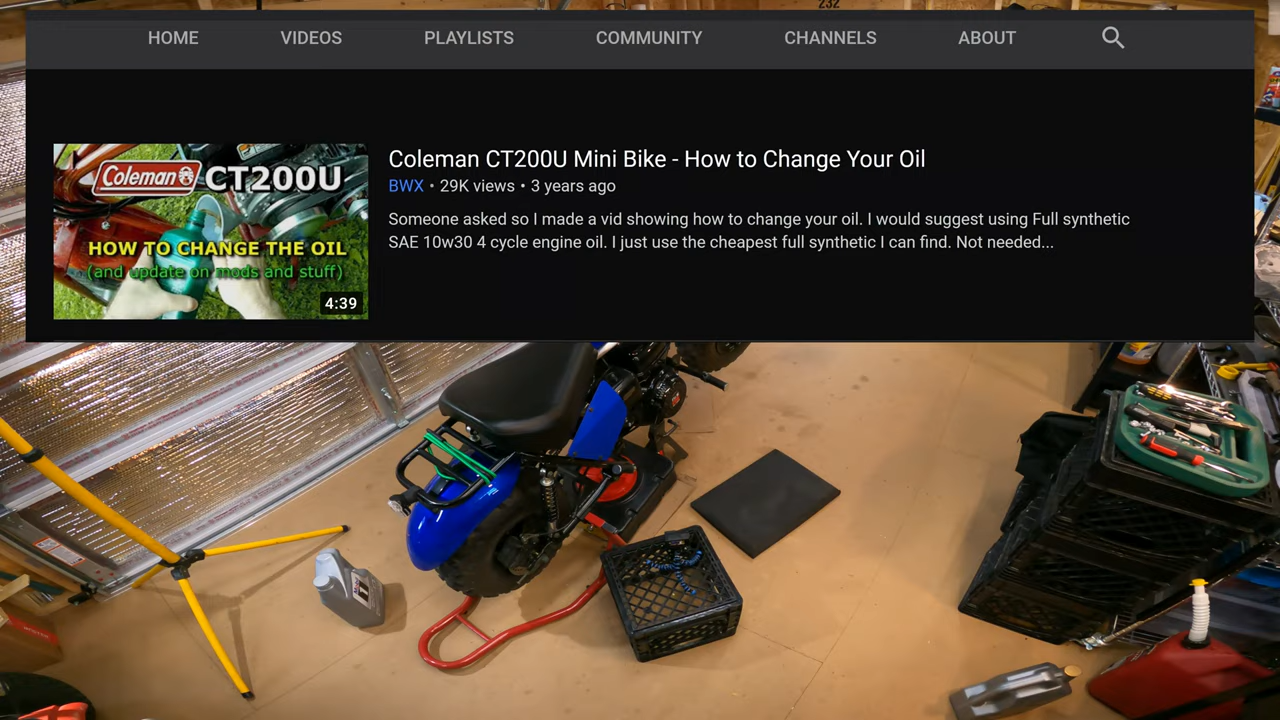 232
HOME VIDEOS PLAYLISTS COMMUNITY CHANNELS ABOUT
Coleman CT200U
HOW TO CHANGE THE OIL
(and update on mods and stuff)
4:39
Coleman CT200U Mini Bike - How to Change Your Oil
BWX • 29K views • 3 years ago
Someone asked so I made a vid showing how to change your oil. I would suggest using Full synthetic
SAE 10w30 4 cycle engine oil. I just use the cheapest full synthetic I can find. Not needed...